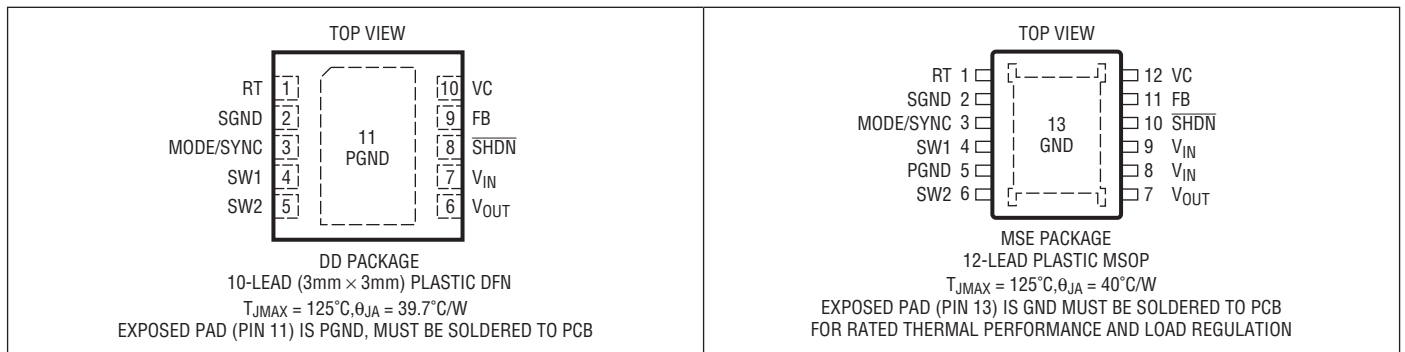 TOP VIEW
RT 1
SGND 2
MODE/SYNC 3
SW1 4
SW2 5
11
PGND
10 VC
9 FB
8 SHDN
7 VIN
6 VOUT
DD PACKAGE
10-LEAD (3mm × 3mm) PLASTIC DFN
TJMAX = 125°C,θJA = 39.7°C/W
EXPOSED PAD (PIN 11) IS PGND, MUST BE SOLDERED TO PCB
TOP VIEW
RT 1
SGND 2
MODE/SYNC 3
SW1 4
PGND 5
SW2 6
13
GND
12 VC
11 FB
10 SHDN
9 VIN
8 VIN
7 VOUT
MSE PACKAGE
12-LEAD PLASTIC MSOP
TJMAX = 125°C,θJA = 40°C/W
EXPOSED PAD (PIN 13) IS GND MUST BE SOLDERED TO PCB
FOR RATED THERMAL PERFORMANCE AND LOAD REGULATION